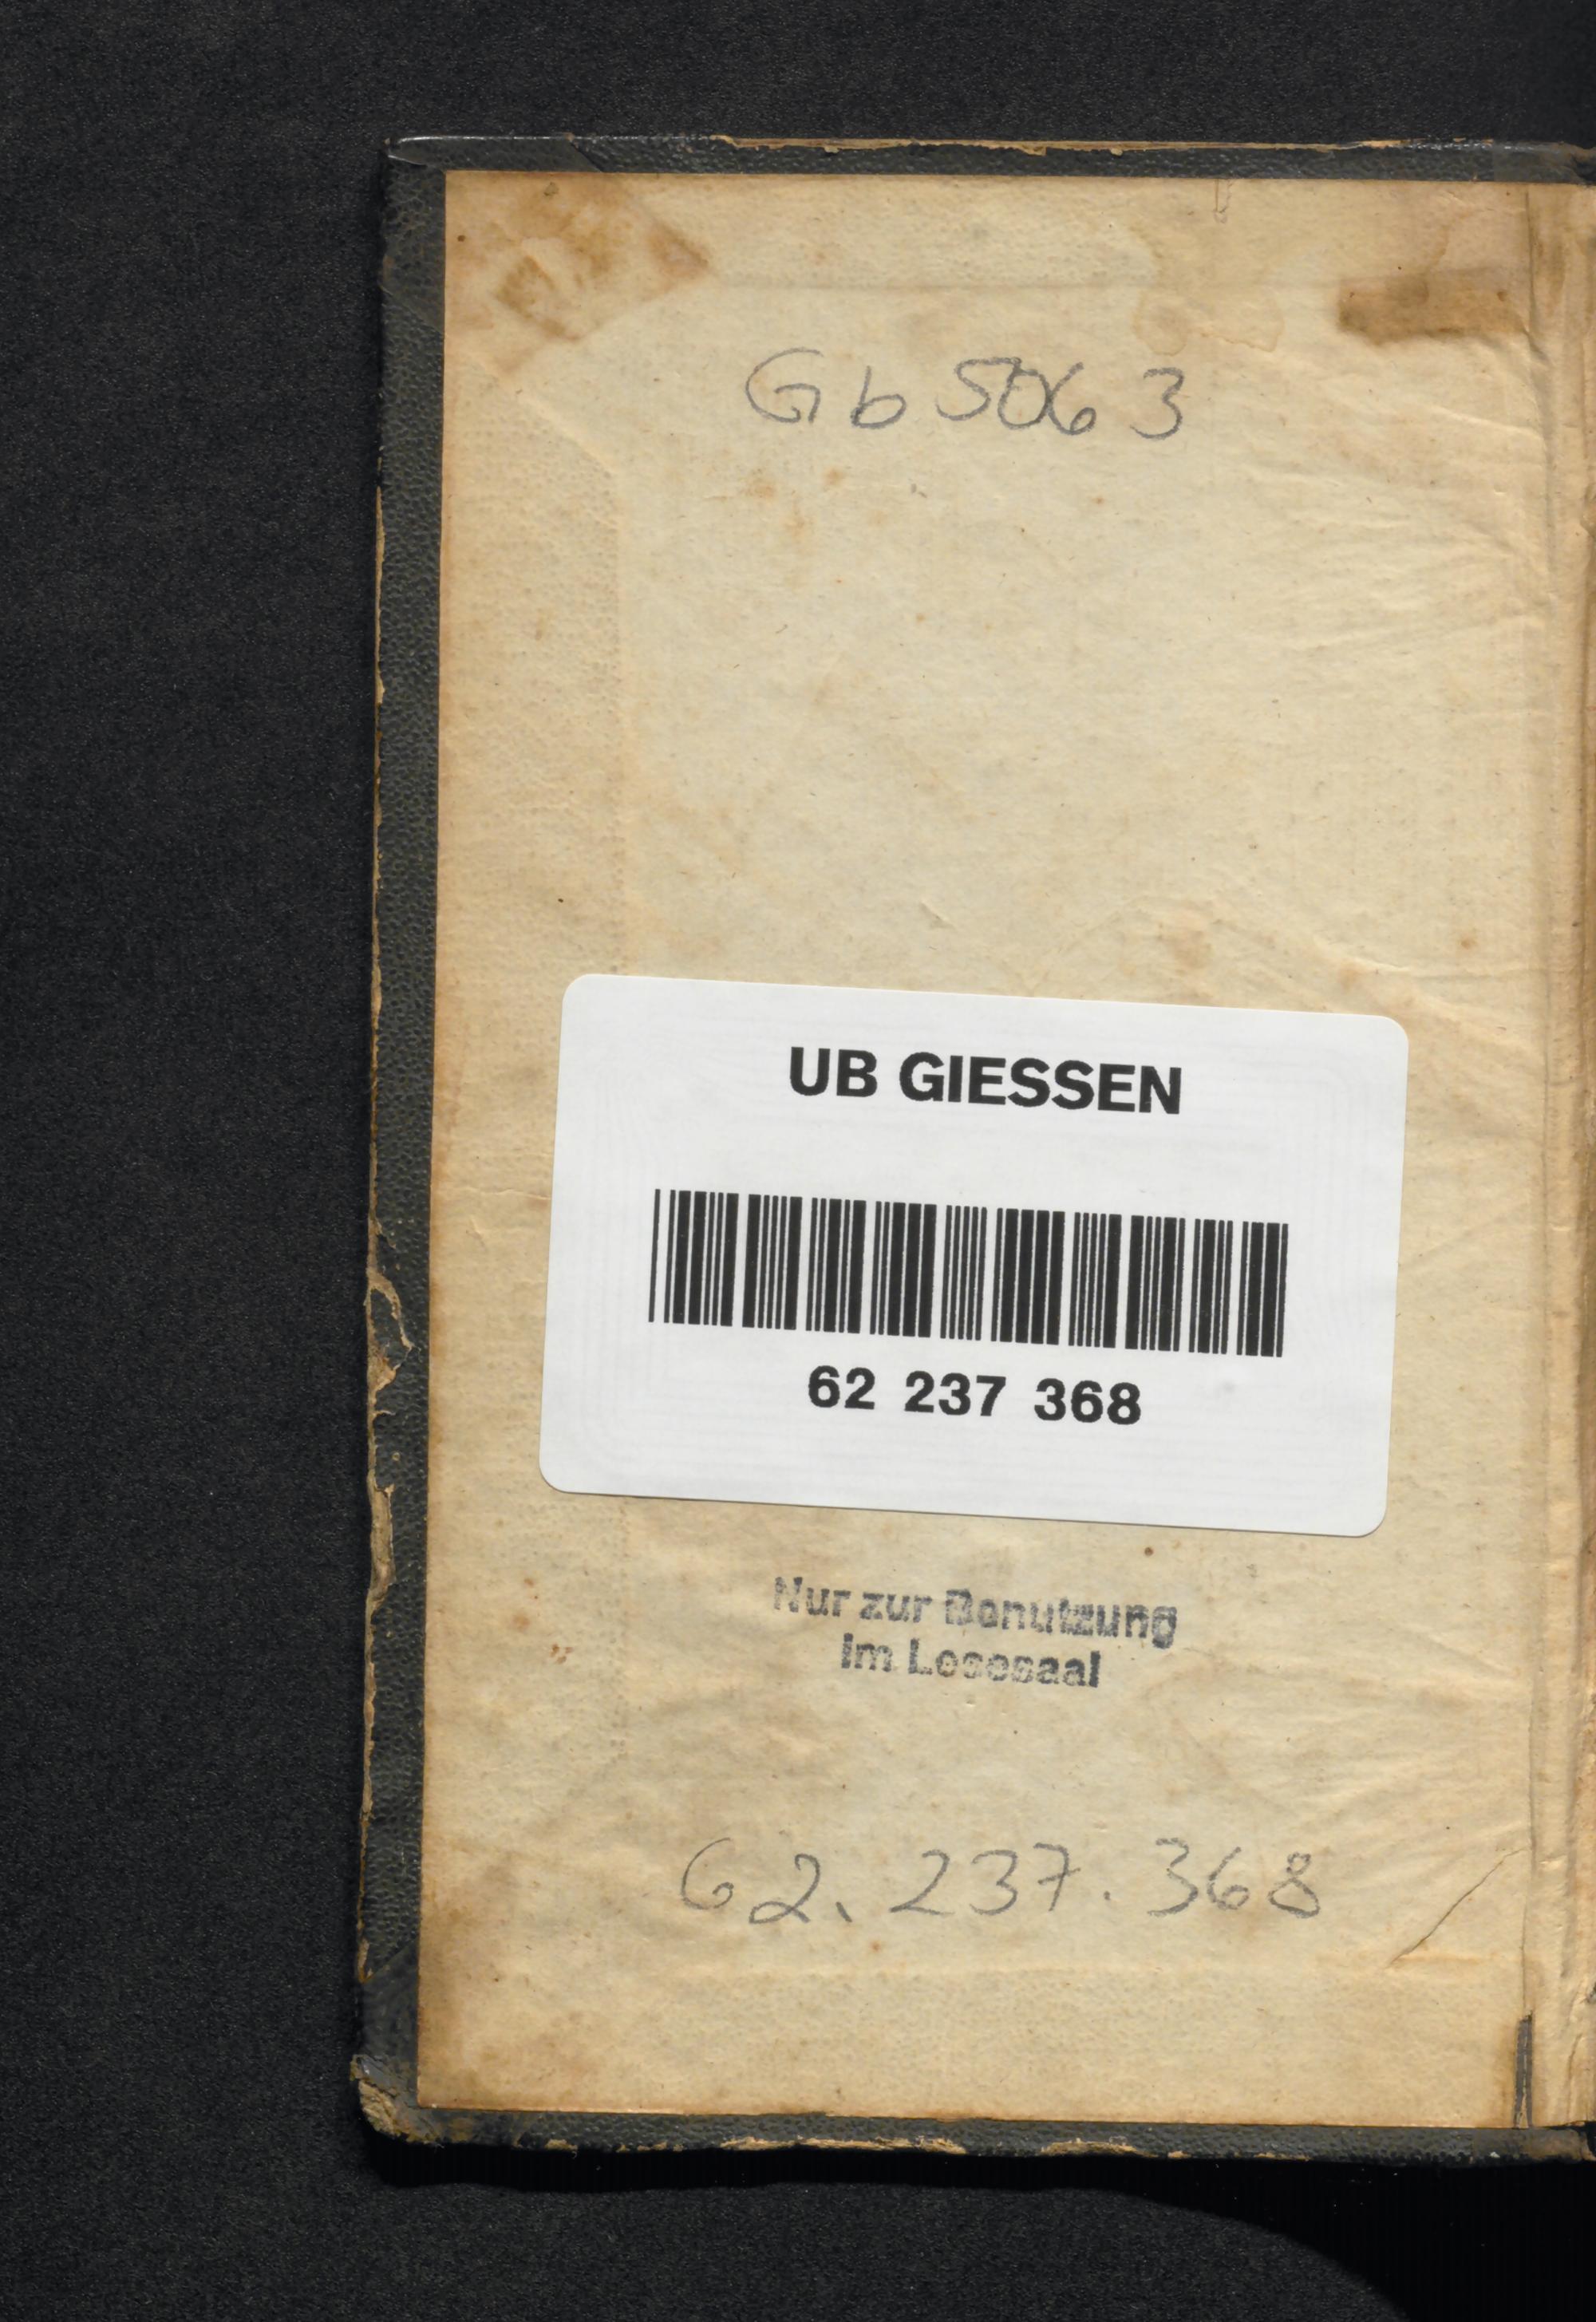 Gb 5063
UB GIESSEN
62 237 368
Nur zur Benutzung
im Lesesaal
62. 237. 368